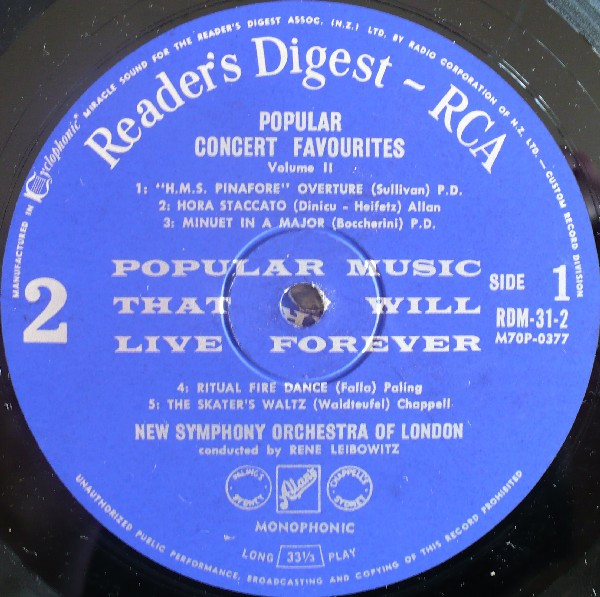 MANUFACTURED IN Cyclophonic MIRACLE SOUND FOR THE READER'S DIGEST ASSOC. (N.Z.) LTD. BY RADIO CORPORATION OF N.Z. LTD. — CUSTOM RECORD DIVISION
Reader's Digest – RCA
POPULAR
CONCERT FAVOURITES
Volume II
1: "H.M.S. PINAFORE" OVERTURE (Sullivan) P.D.
2: HORA STACCATO (Dinicu - Heifetz) Allan
3: MINUET IN A MAJOR (Boccherini) P.D.
2
POPULAR MUSIC
THAT WILL
LIVE FOREVER
SIDE 1
RDM-31-2
M70P-0377
4: RITUAL FIRE DANCE (Falla) Paling
5: THE SKATER'S WALTZ (Waldteufel) Chappell
NEW SYMPHONY ORCHESTRA OF LONDON
conducted by RENE LEIBOWITZ
PALING'S SYDNEY
Allans
CHAPPELL'S SYDNEY
MONOPHONIC
LONG 33⅓ PLAY
UNAUTHORIZED PUBLIC PERFORMANCE, BROADCASTING AND COPYING OF THIS RECORD PROHIBITED